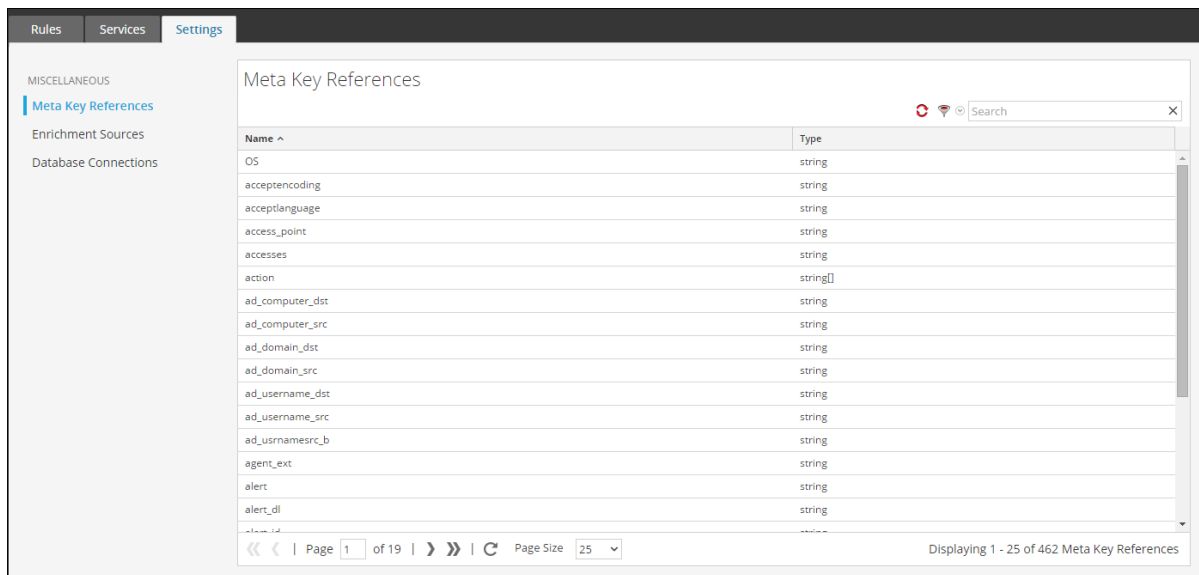 Rules Services Settings
MISCELLANEOUS
Meta Key References
Enrichment Sources
Database Connections
Meta Key References
Search
Name Type
OS string
acceptencoding string
acceptlanguage string
access_point string
accesses string
action string[]
ad_computer_dst string
ad_computer_src string
ad_domain_dst string
ad_domain_src string
ad_username_dst string
ad_username_src string
ad_usrnamesrc_b string
agent_ext string
alert string
alert_dl string
alert_id string
Page 1 of 19 Page Size 25 Displaying 1 - 25 of 462 Meta Key References